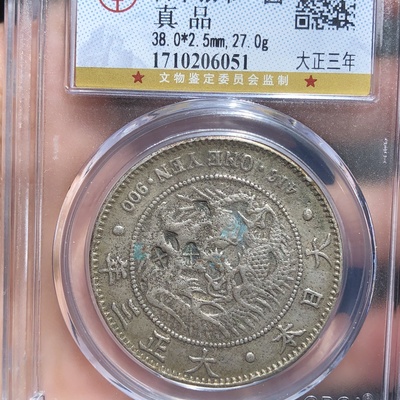 真品
38.0*2.5mm,27.0g
1710206051
大正三年
文物鉴定委员会监制
416·ONE YEN·900
大日本·大正三年